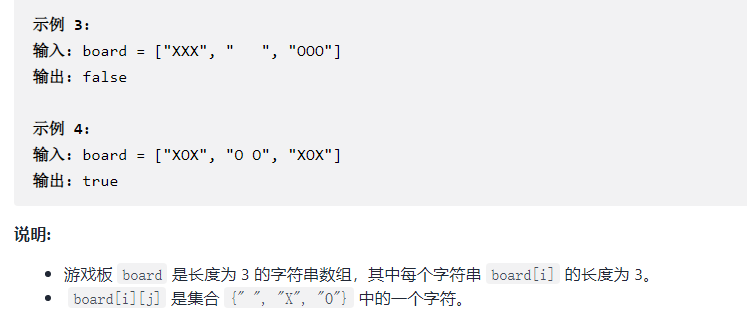 示例 3:
输入: board = ["XXX", "   ", "OOO"]
输出: false
示例 4:
输入: board = ["XOX", "O O", "XOX"]
输出: true
说明:
游戏板 board 是长度为 3 的字符串数组，其中每个字符串 board[i] 的长度为 3。
board[i][j] 是集合 {" ", "X", "O"} 中的一个字符。